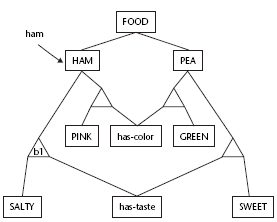 FOOD
ham
HAM
PEA
PINK
has-color
GREEN
b1
SALTY
has-taste
SWEET